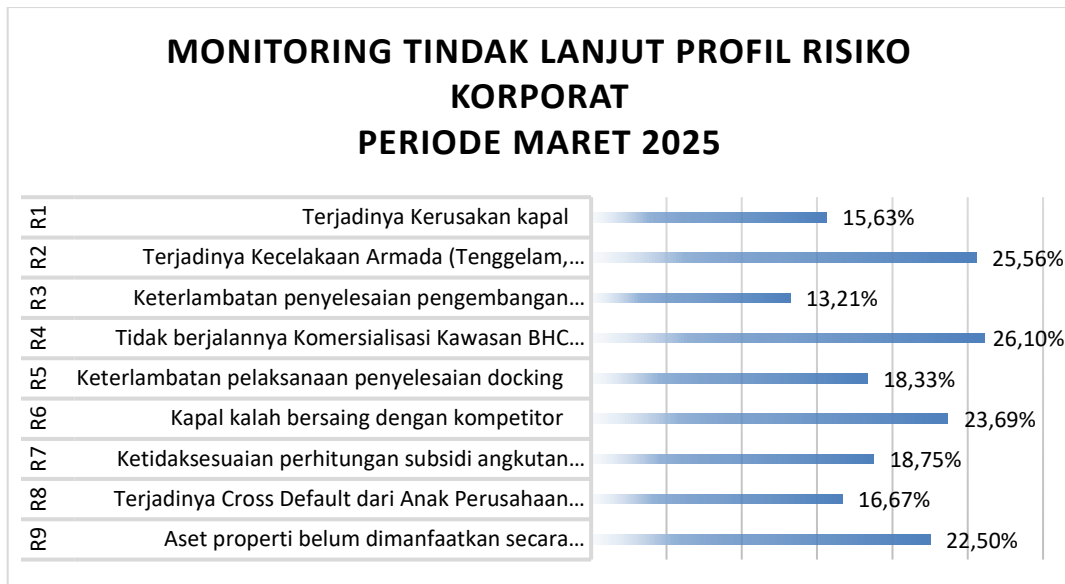 MONITORING TINDAK LANJUT PROFIL RISIKO
KORPORAT
PERIODE MARET 2025
R1 Terjadinya Kerusakan kapal 15,63%
R2 Terjadinya Kecelakaan Armada (Tenggelam,... 25,56%
R3 Keterlambatan penyelesaian pengembangan... 13,21%
R4 Tidak berjalannya Komersialisasi Kawasan BHC... 26,10%
R5 Keterlambatan pelaksanaan penyelesaian docking 18,33%
R6 Kapal kalah bersaing dengan kompetitor 23,69%
R7 Ketidaksesuaian perhitungan subsidi angkutan... 18,75%
R8 Terjadinya Cross Default dari Anak Perusahaan... 16,67%
R9 Aset properti belum dimanfaatkan secara... 22,50%